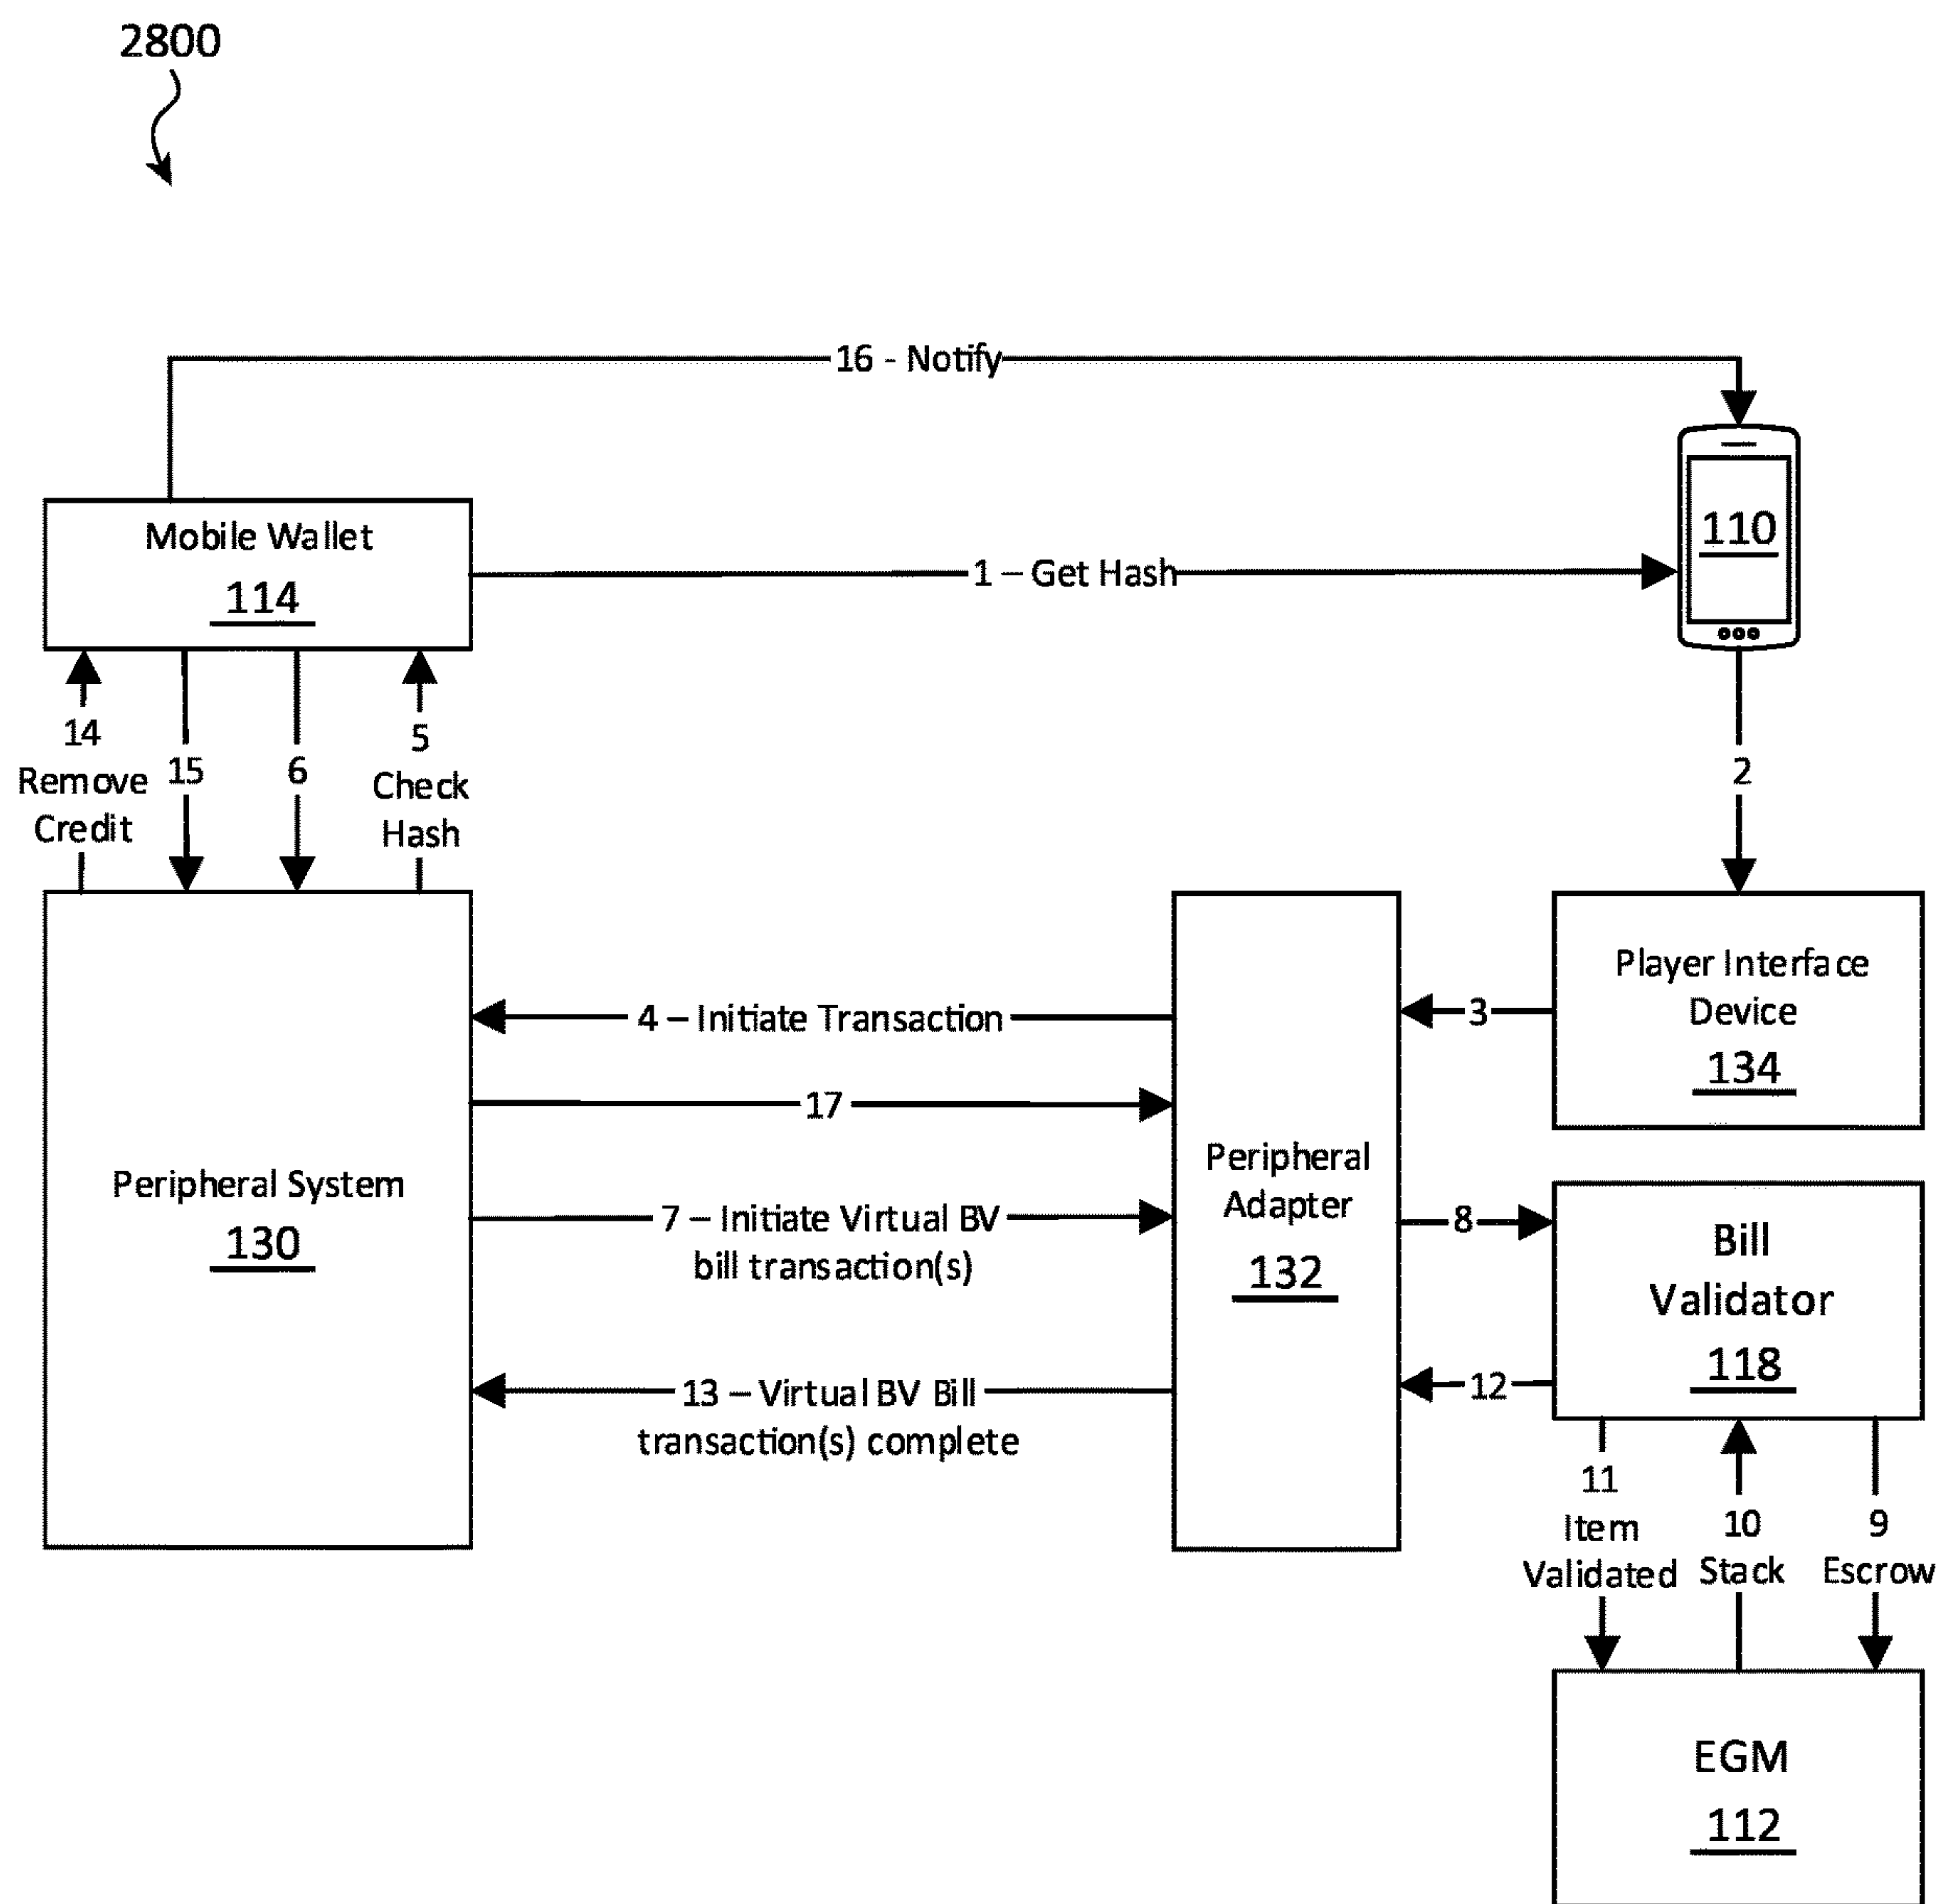 2800
16 - Notify
Mobile Wallet
114
1 – Get Hash
110
14
Remove
Credit
15
6
5
Check
Hash
2
Peripheral System
130
4 – Initiate Transaction
17
7 – Initiate Virtual BV
bill transaction(s)
13 – Virtual BV Bill
transaction(s) complete
Peripheral
Adapter
132
3
Player Interface
Device
134
8
Bill
Validator
118
12
11
Item
Validated
10
Stack
9
Escrow
EGM
112